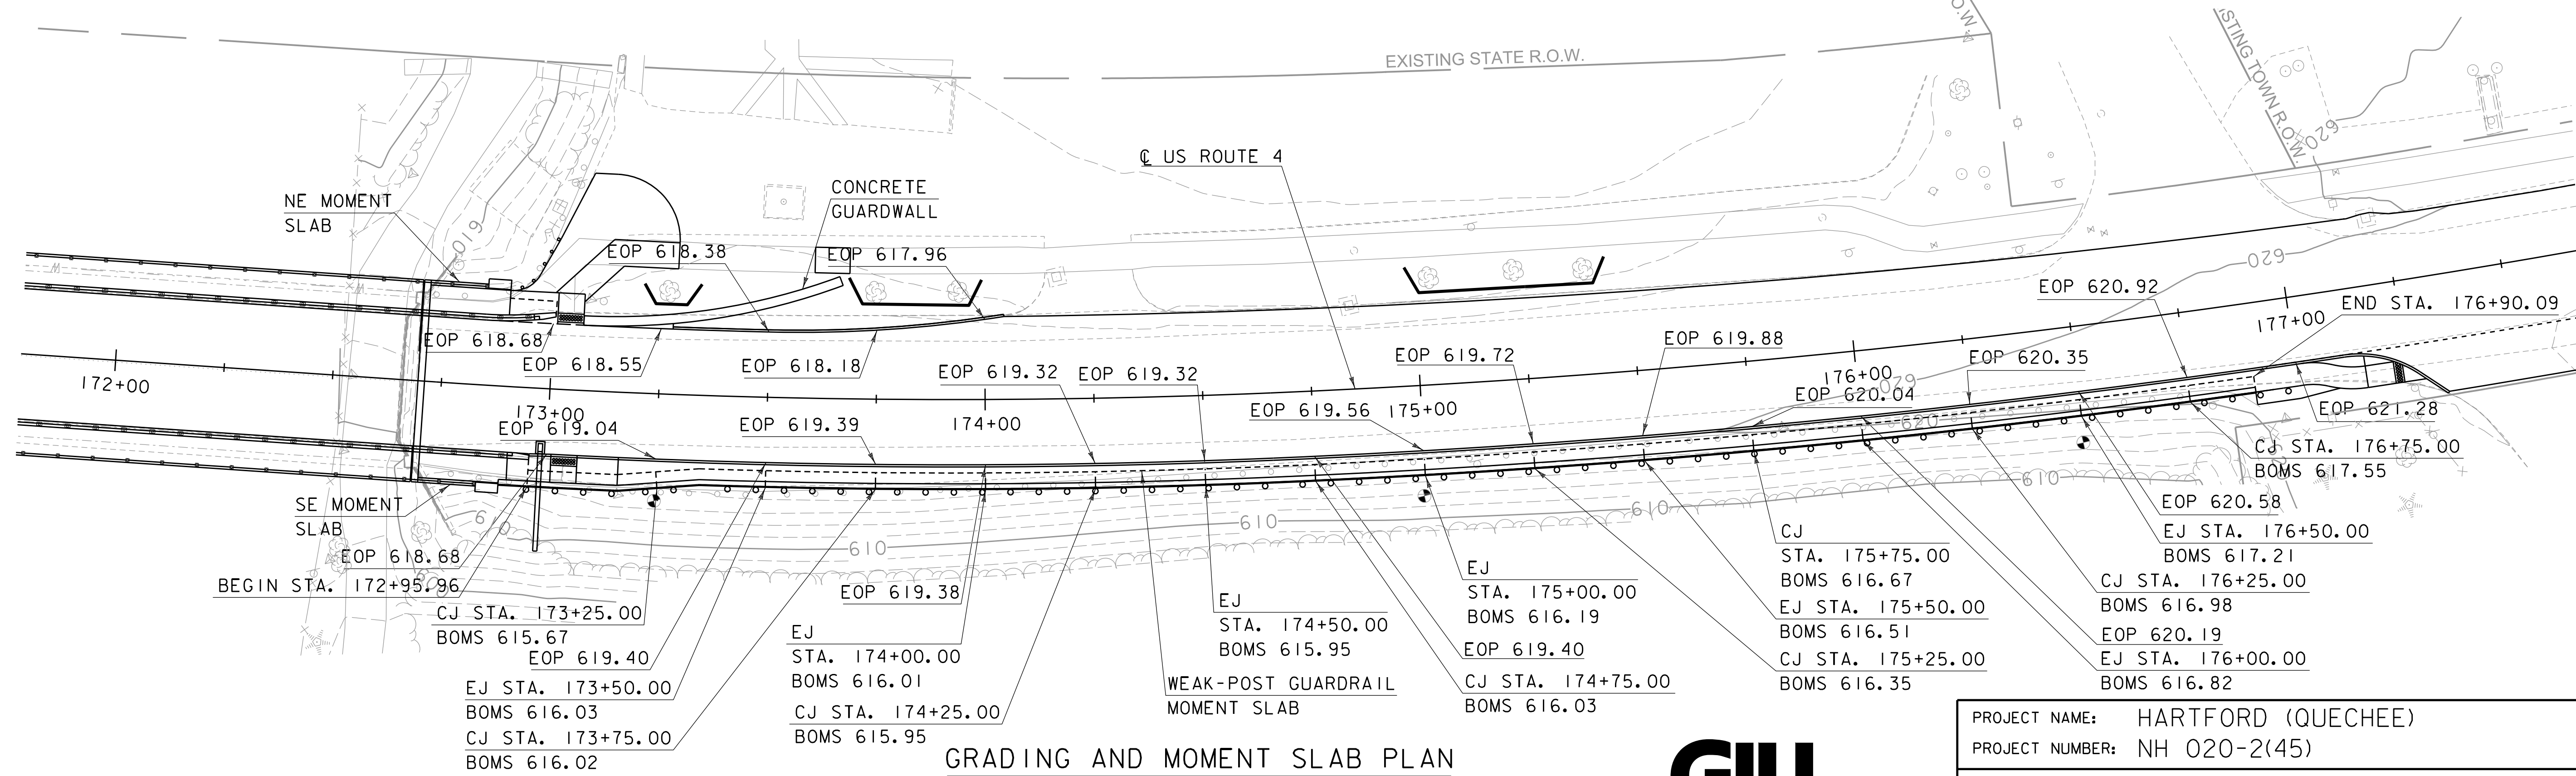 EXISTING STATE R.O.W.
O.W.
STING TOWN R.O.W.
620
℄ US ROUTE 4
NE MOMENT
SLAB
CONCRETE
GUARDWALL
610
EOP 618.38
EOP 617.96
620
EOP 620.92
END STA. 176+90.09
177+00
EOP 618.68
EOP 618.55
EOP 618.18
EOP 619.32
EOP 619.32
EOP 619.72
EOP 619.88
EOP 620.35
172+00
173+00
174+00
175+00
176+00
620
EOP 619.04
EOP 619.39
EOP 619.56
EOP 620.04
620
EOP 621.28
CJ STA. 176+75.00
BOMS 617.55
610
610
610
610
610
SE MOMENT
SLAB
EOP 618.68
BEGIN STA. 172+95.96
CJ STA. 173+25.00
BOMS 615.67
EOP 619.40
EJ STA. 173+50.00
BOMS 616.03
CJ STA. 173+75.00
BOMS 616.02
EOP 619.38
EJ
STA. 174+00.00
BOMS 616.01
CJ STA. 174+25.00
BOMS 615.95
EJ
STA. 174+50.00
BOMS 615.95
WEAK-POST GUARDRAIL
MOMENT SLAB
EJ
STA. 175+00.00
BOMS 616.19
EOP 619.40
CJ STA. 174+75.00
BOMS 616.03
CJ
STA. 175+75.00
BOMS 616.67
EJ STA. 175+50.00
BOMS 616.51
CJ STA. 175+25.00
BOMS 616.35
EOP 620.58
EJ STA. 176+50.00
BOMS 617.21
CJ STA. 176+25.00
BOMS 616.98
EOP 620.19
EJ STA. 176+00.00
BOMS 616.82
GRADING AND MOMENT SLAB PLAN
PROJECT NAME: HARTFORD (QUECHEE)
PROJECT NUMBER: NH 020-2(45)